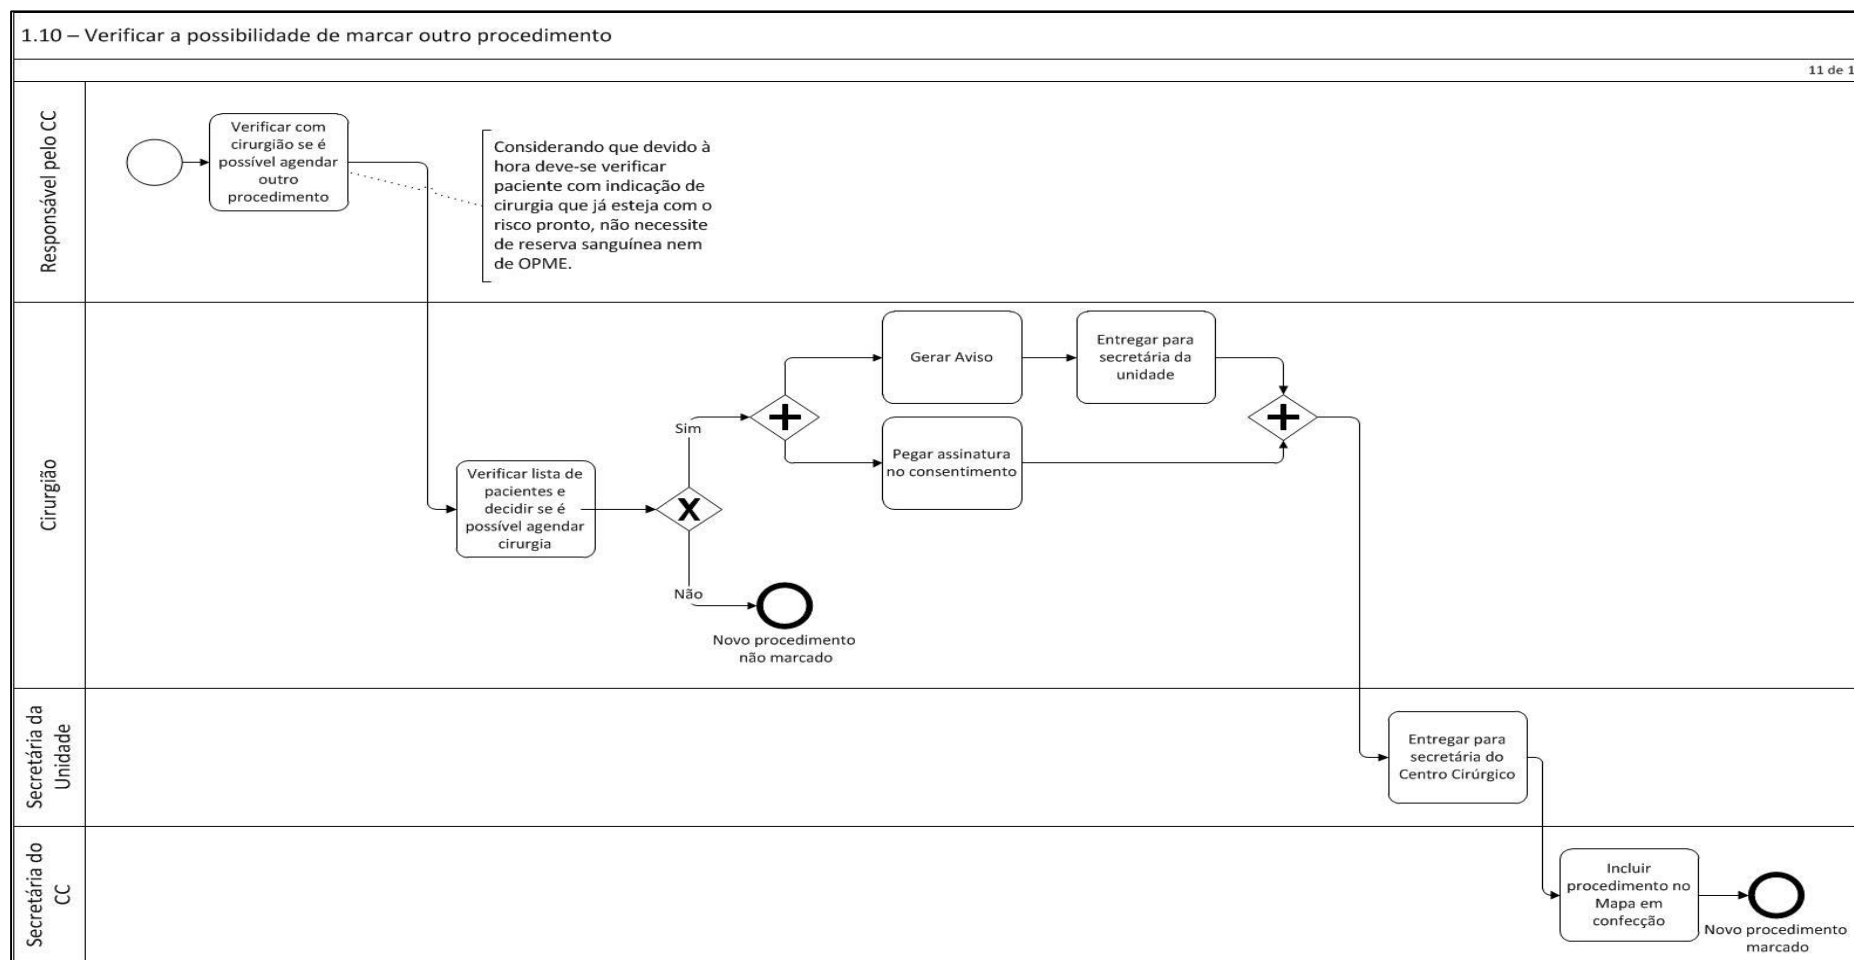 1.10 – Verificar a possibilidade de marcar outro procedimento
11 de 1
Responsável pelo CC
Verificar com
cirurgião se é
possível agendar
outro
procedimento
Considerando que devido à
hora deve-se verificar
paciente com indicação de
cirurgia que já esteja com o
risco pronto, não necessite
de reserva sanguínea nem
de OPME.
Cirurgião
Verificar lista de
pacientes e
decidir se é
possível agendar
cirurgia
Sim
Não
Novo procedimento
não marcado
Gerar Aviso
Entregar para
secretária da
unidade
Pegar assinatura
no consentimento
Secretária da
Unidade
Entregar para
secretária do
Centro Cirúrgico
Secretária do
CC
Incluir
procedimento no
Mapa em
confecção
Novo procedimento
marcado